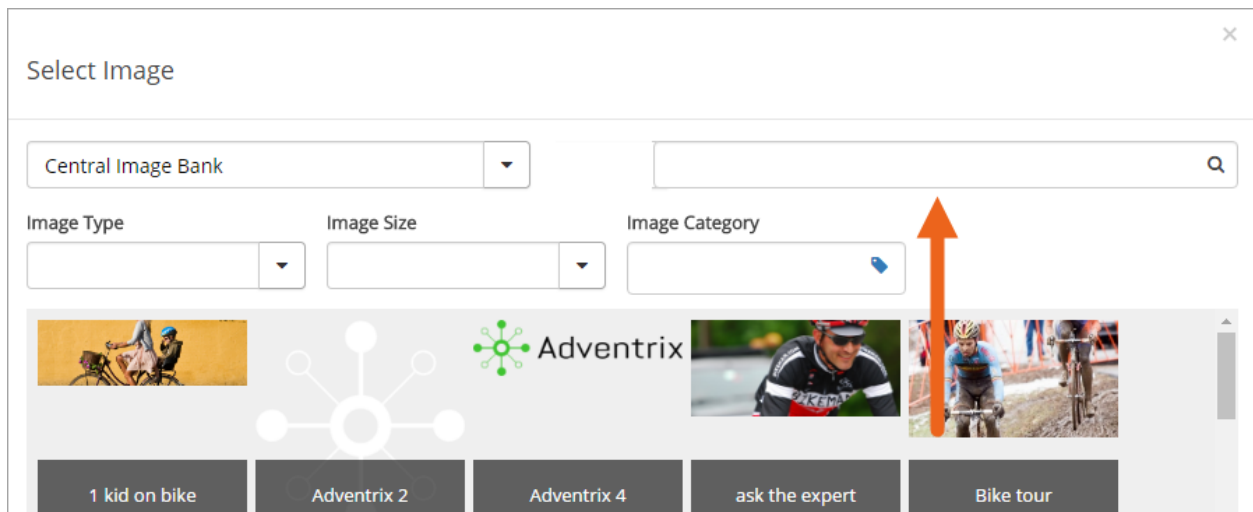 Select Image
Central Image Bank
Image Type
Image Size
Image Category
Adventrix
BIKEMA
1 kid on bike
Adventrix 2
Adventrix 4
ask the expert
Bike tour